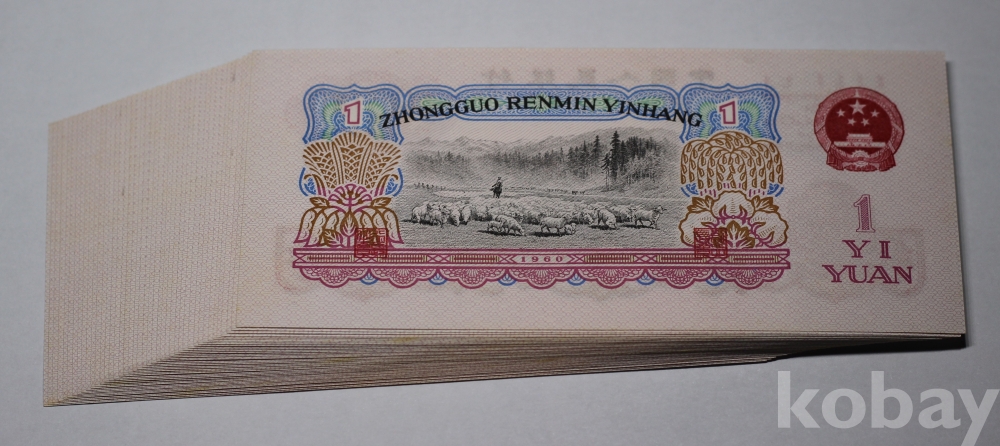 1 ZHONGGUO RENMIN YINHANG 1
1960
1
YI
YUAN
kobay